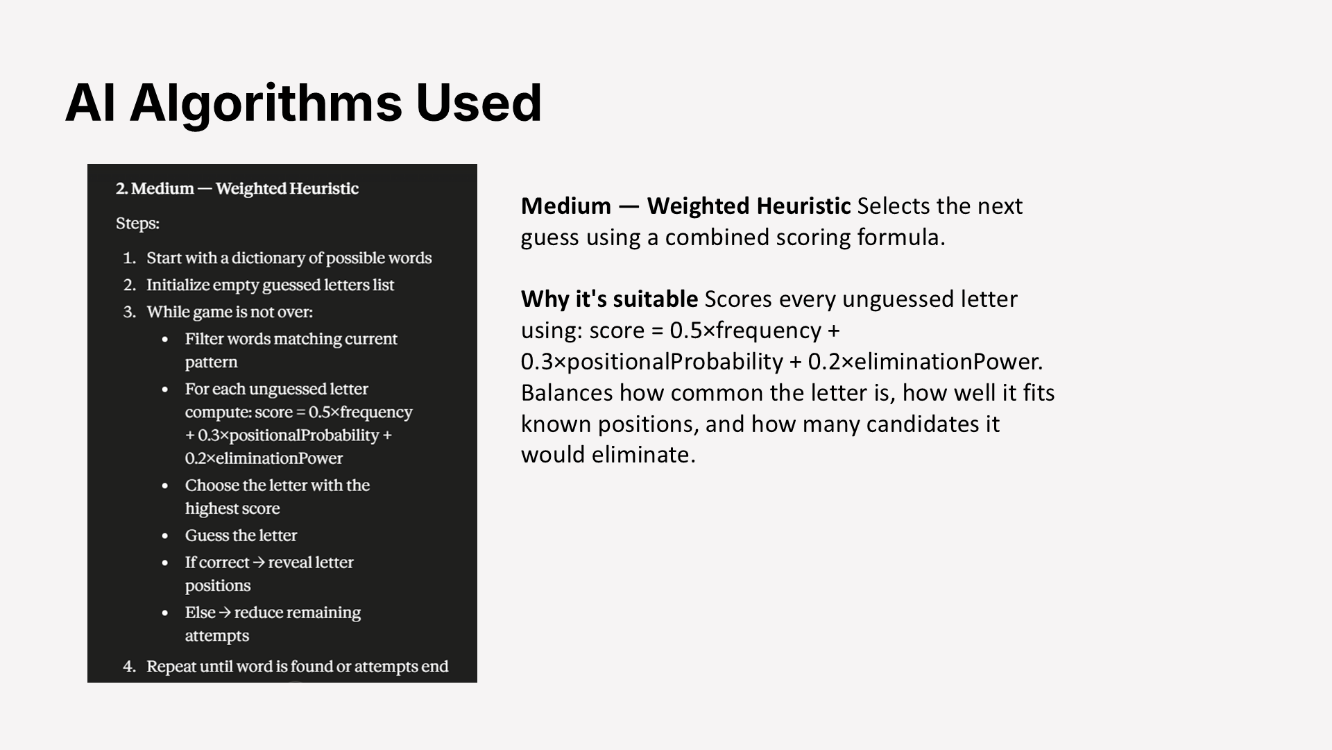 AI Algorithms Used
2. Medium — Weighted Heuristic
Steps:
1. Start with a dictionary of possible words
2. Initialize empty guessed letters list
3. While game is not over:
• Filter words matching current
pattern
• For each unguessed letter
compute: score = 0.5×frequency
+ 0.3×positionalProbability +
0.2×eliminationPower
• Choose the letter with the
highest score
• Guess the letter
• If correct → reveal letter
positions
• Else → reduce remaining
attempts
4. Repeat until word is found or attempts end
Medium — Weighted Heuristic Selects the next
guess using a combined scoring formula.
Why it's suitable Scores every unguessed letter
using: score = 0.5×frequency +
0.3×positionalProbability + 0.2×eliminationPower.
Balances how common the letter is, how well it fits
known positions, and how many candidates it
would eliminate.